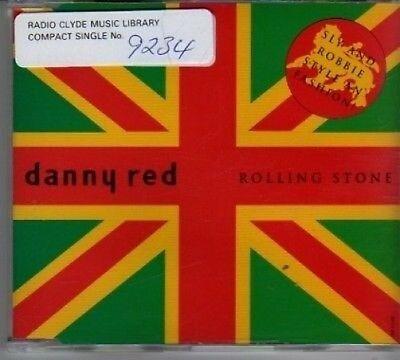 RADIO CLYDE MUSIC LIBRARY
COMPACT SINGLE No.
9234
SLY AND
ROBBIE
STYLE AN'
FASHION
danny red
ROLLING STONE